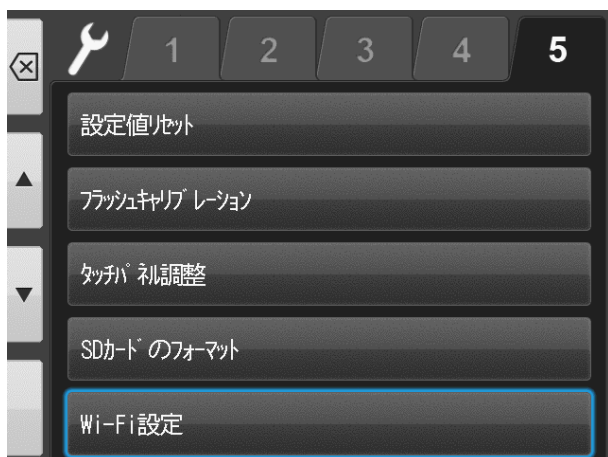 1 2 3 4 5
設定値リセット
フラッシュキャリブレーション
タッチパネル調整
SDカードのフォーマット
Wi-Fi設定